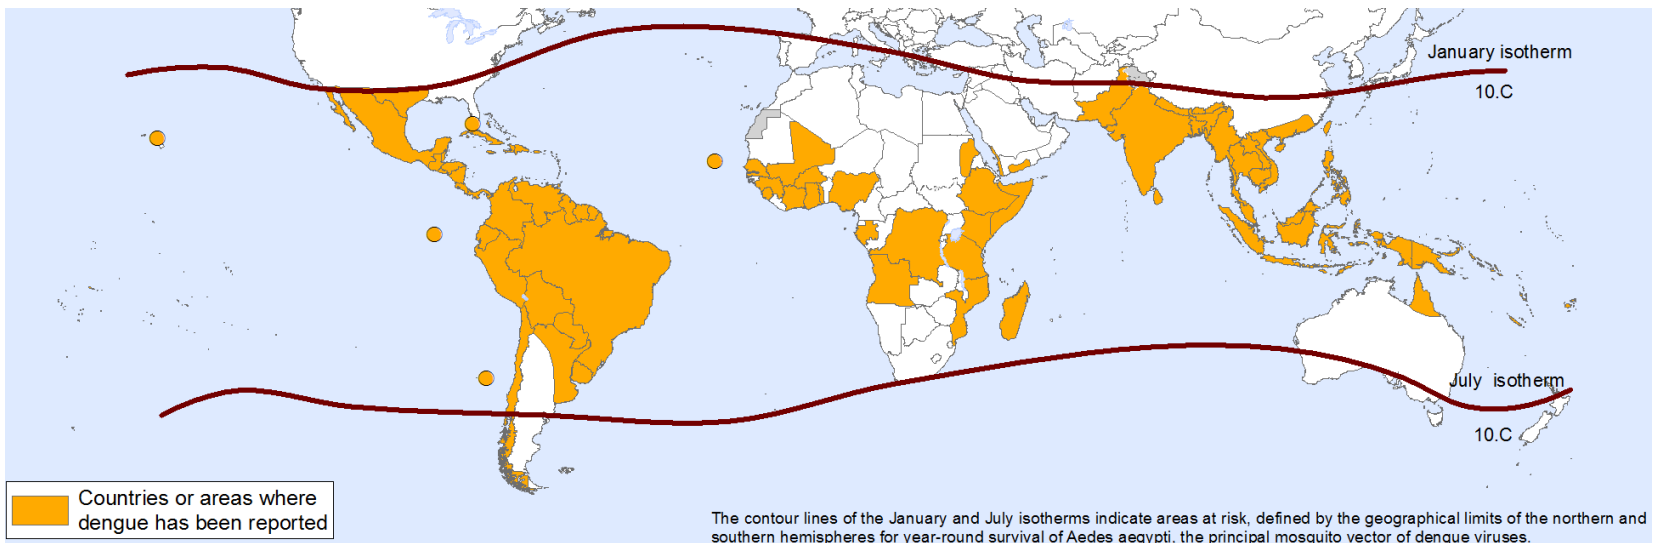 January isotherm
10.C
July isotherm
10.C
Countries or areas where
dengue has been reported
The contour lines of the January and July isotherms indicate areas at risk, defined by the geographical limits of the northern and
southern hemispheres for year-round survival of Aedes aegypti, the principal mosquito vector of dengue viruses.